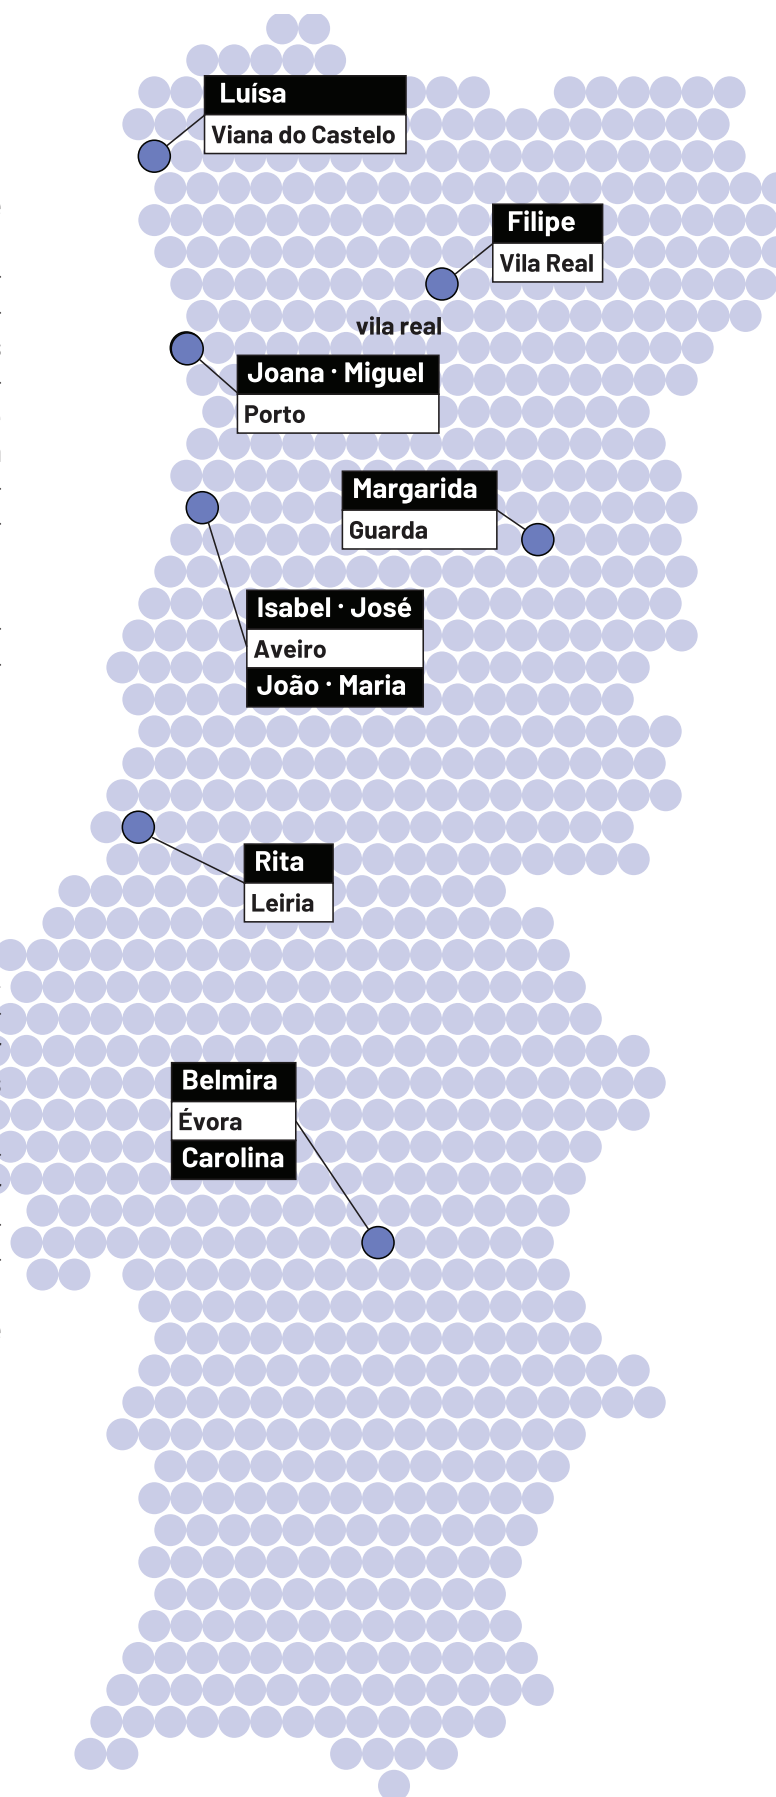 Luísa
Viana do Castelo
Filipe
Vila Real
vila real
Joana · Miguel
Porto
Margarida
Guarda
Isabel · José
Aveiro
João · Maria
Rita
Leiria
Belmira
Évora
Carolina